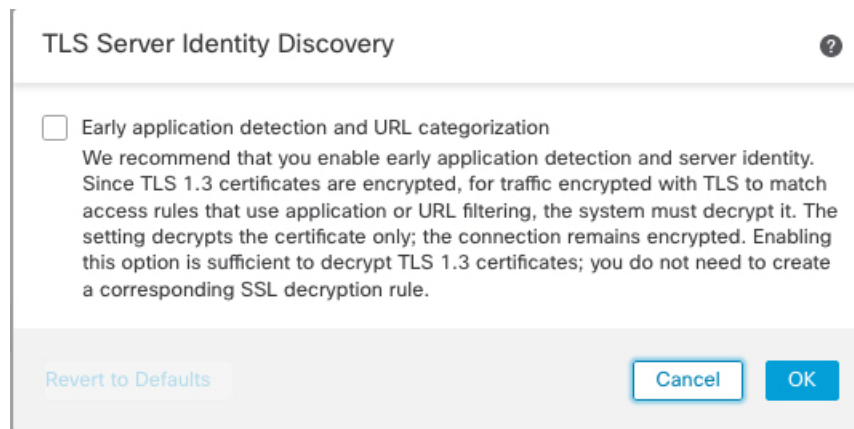 TLS Server Identity Discovery
?
Early application detection and URL categorization
We recommend that you enable early application detection and server identity.
Since TLS 1.3 certificates are encrypted, for traffic encrypted with TLS to match
access rules that use application or URL filtering, the system must decrypt it. The
setting decrypts the certificate only; the connection remains encrypted. Enabling
this option is sufficient to decrypt TLS 1.3 certificates; you do not need to create
a corresponding SSL decryption rule.
Revert to Defaults
Cancel
OK